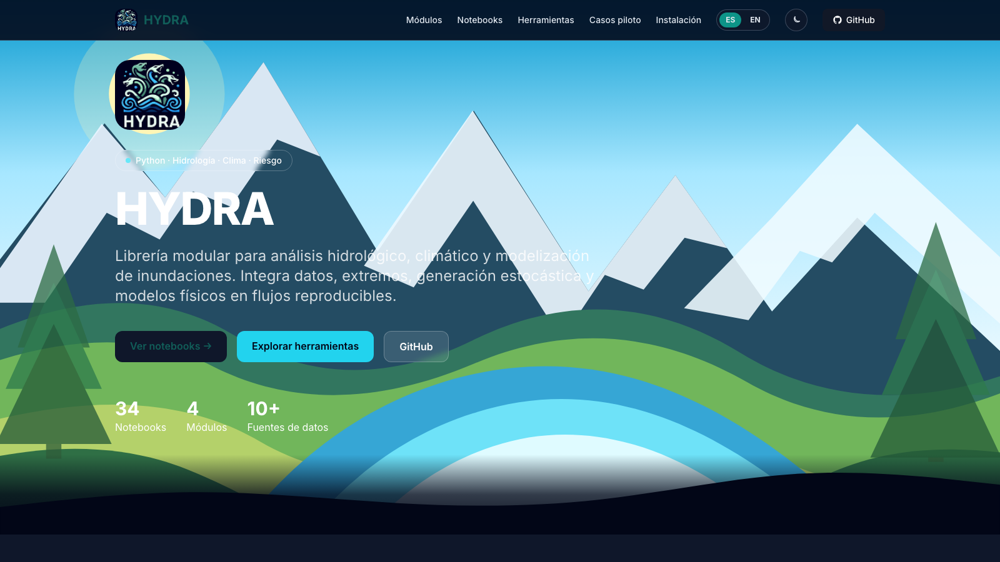 HYDRA
HYDRA
Módulos
Notebooks
Herramientas
Casos piloto
Instalación
ES
EN
GitHub
HYDRA
Python · Hidrología · Clima · Riesgo
HYDRA
Librería modular para análisis hidrológico, climático y modelización
de inundaciones. Integra datos, extremos, generación estocástica y
modelos físicos en flujos reproducibles.
Ver notebooks →
Explorar herramientas
GitHub
34
Notebooks
4
Módulos
10+
Fuentes de datos